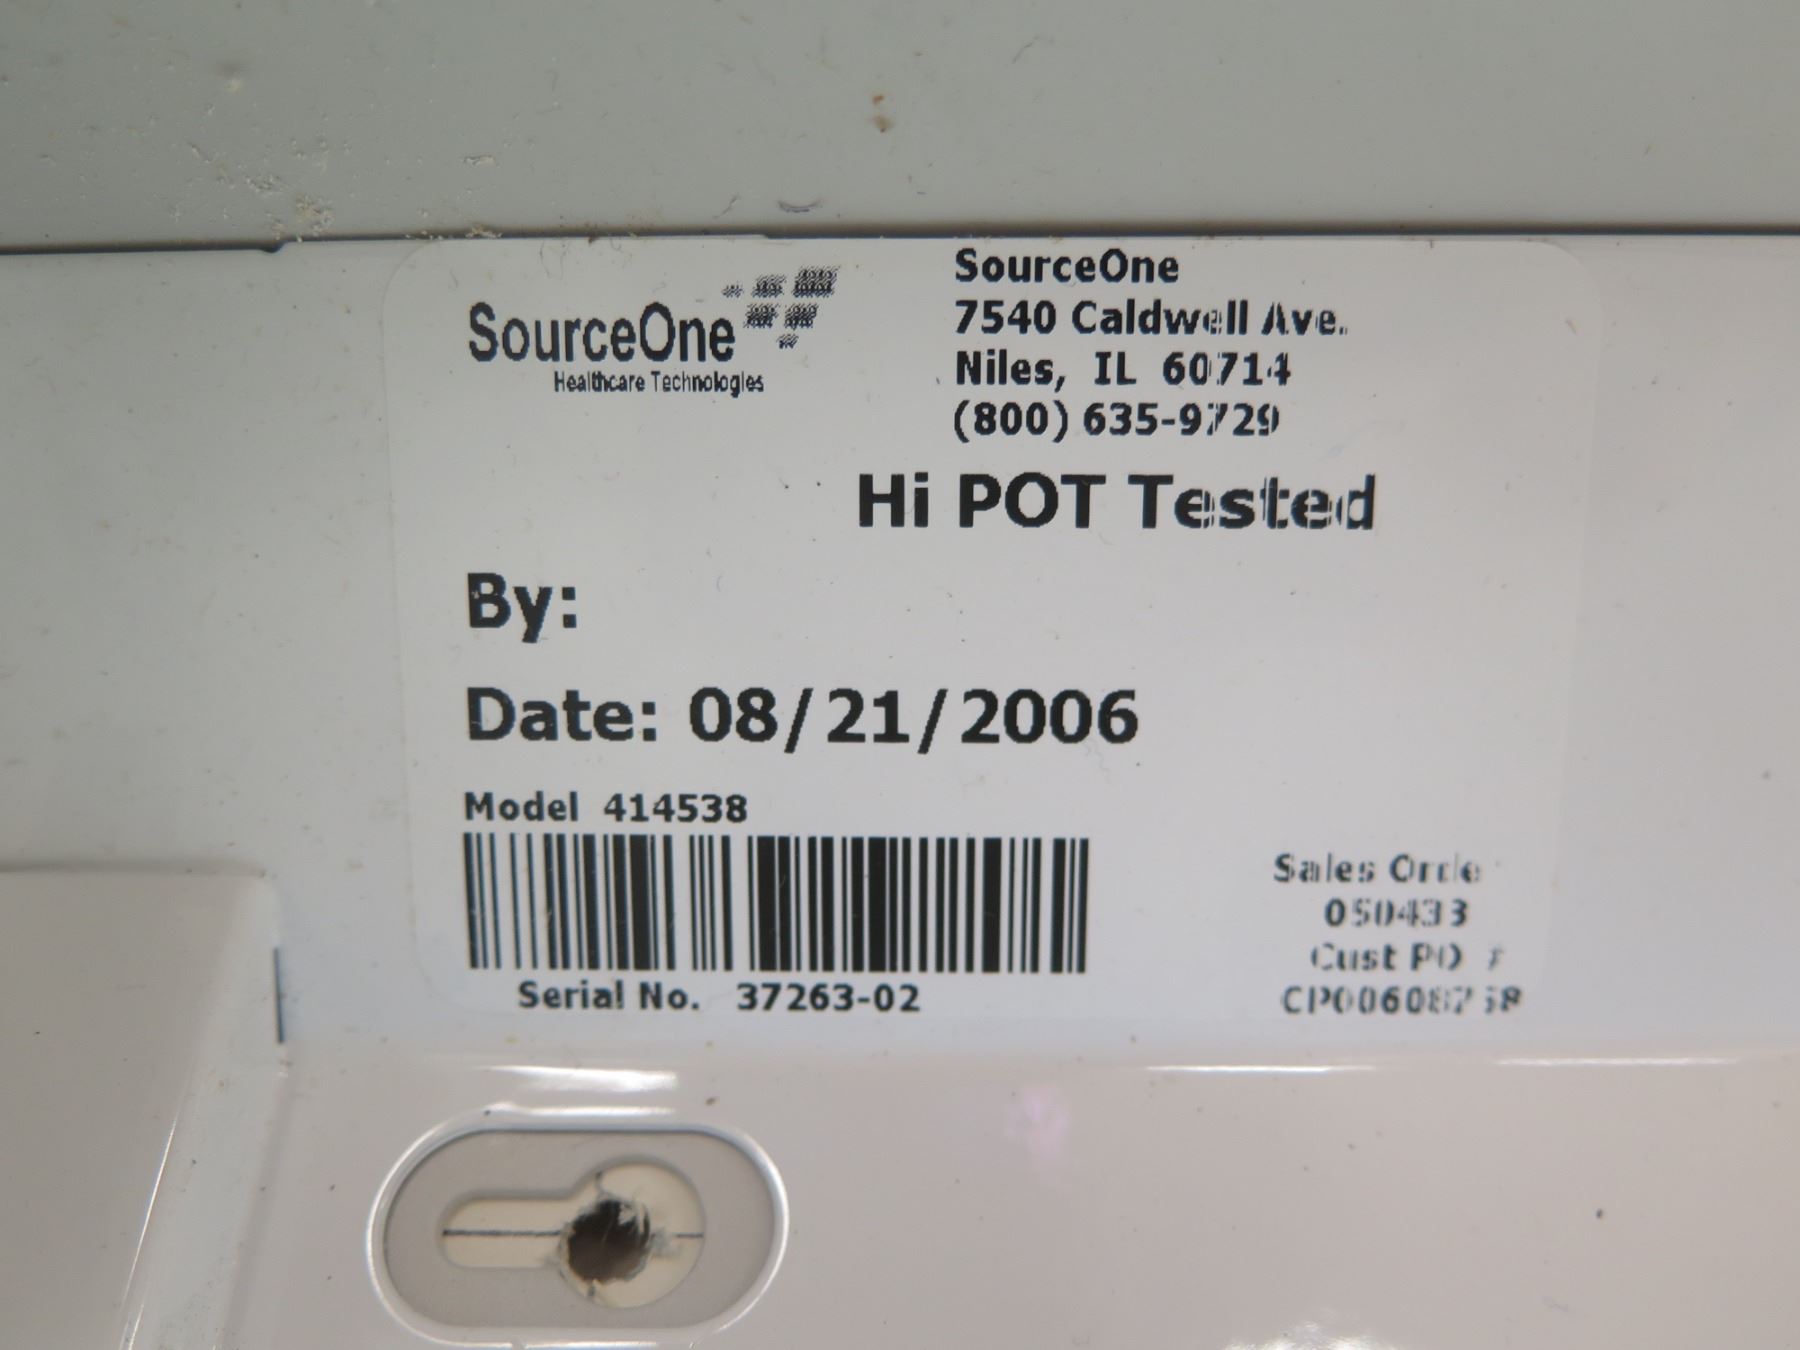 SourceOne
Healthcare Technologies
SourceOne
7540 Caldwell Ave.
Niles, IL 60714
(800) 635-9729
Hi POT Tested
By:
Date: 08/21/2006
Model 414538
Serial No. 37263-02
Sales Orde
050433
Cust PO #